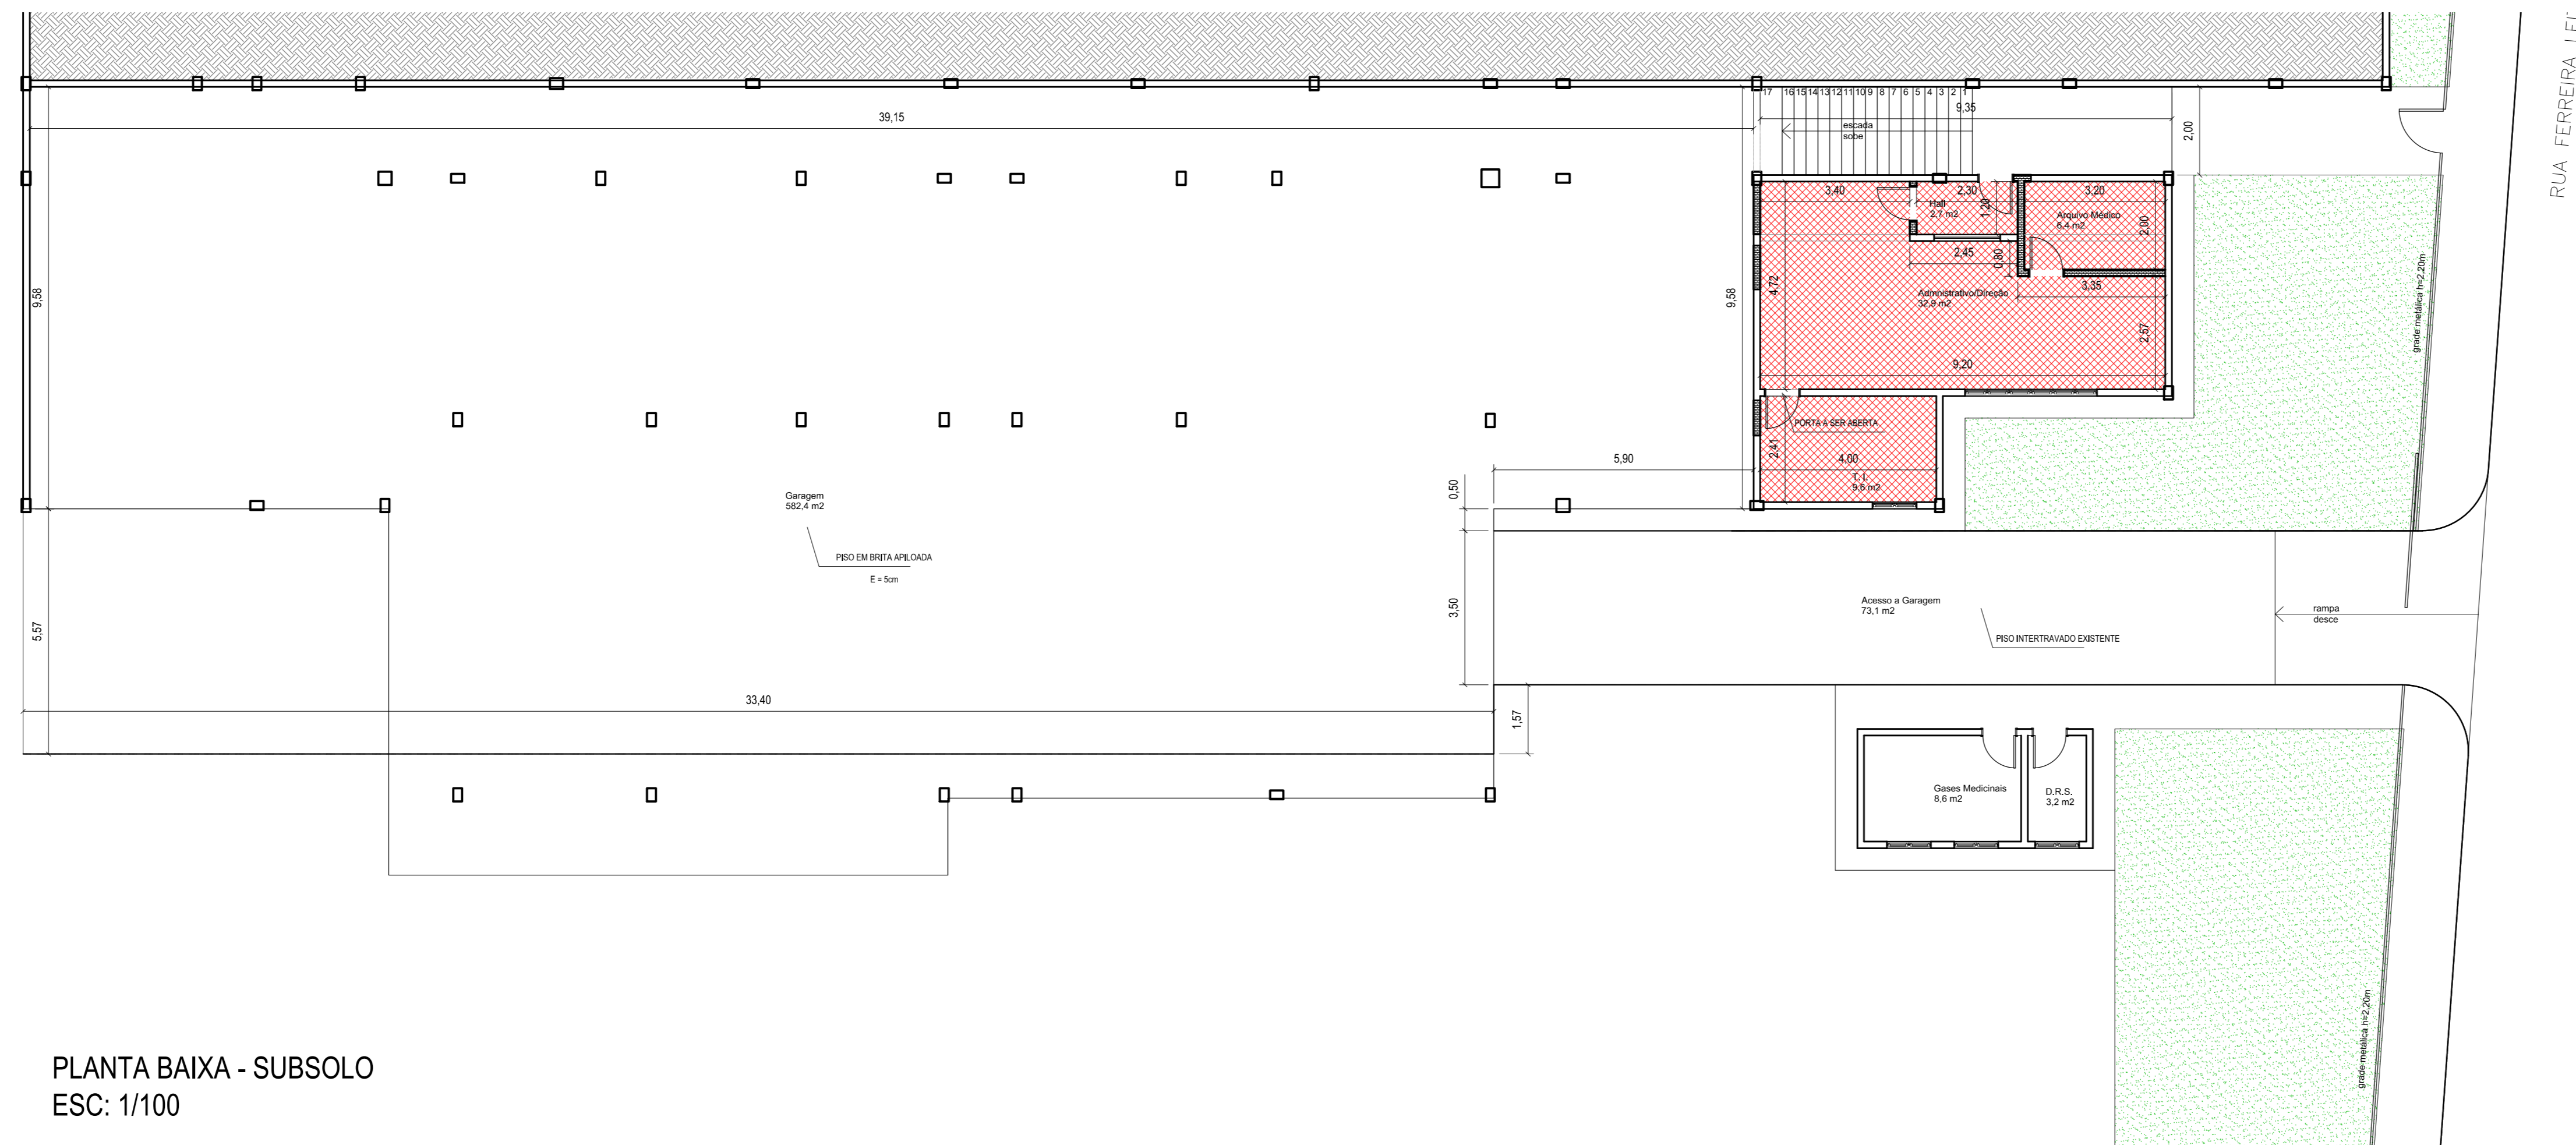 RUA FERREIRA
39,15
17 16 15 14 13 12 11 10 9 8 7 6 5 4 3 2 1
9,35
escada
sobe
2,00
3,40
2,30
3,20
Hall
2,7 m2
1,20
Arquivo Médico
6,4 m2
2,00
2,45
0,80
9,58
9,58
4,72
Admnistrativo/Direção
32,9 m2
3,35
2,57
grade metálica h=2,20m
9,20
PORTA A SER ABERTA
2,41
4,00
T. I.
9,6 m2
5,90
0,50
Garagem
582,4 m2
PISO EM BRITA APILOADA
E = 5cm
5,57
3,50
Acesso a Garagem
73,1 m2
PISO INTERTRAVADO EXISTENTE
rampa
desce
33,40
1,57
Gases Medicinais
8,6 m2
D.R.S.
3,2 m2
grade metálica h=2,20m
PLANTA BAIXA - SUBSOLO
ESC: 1/100